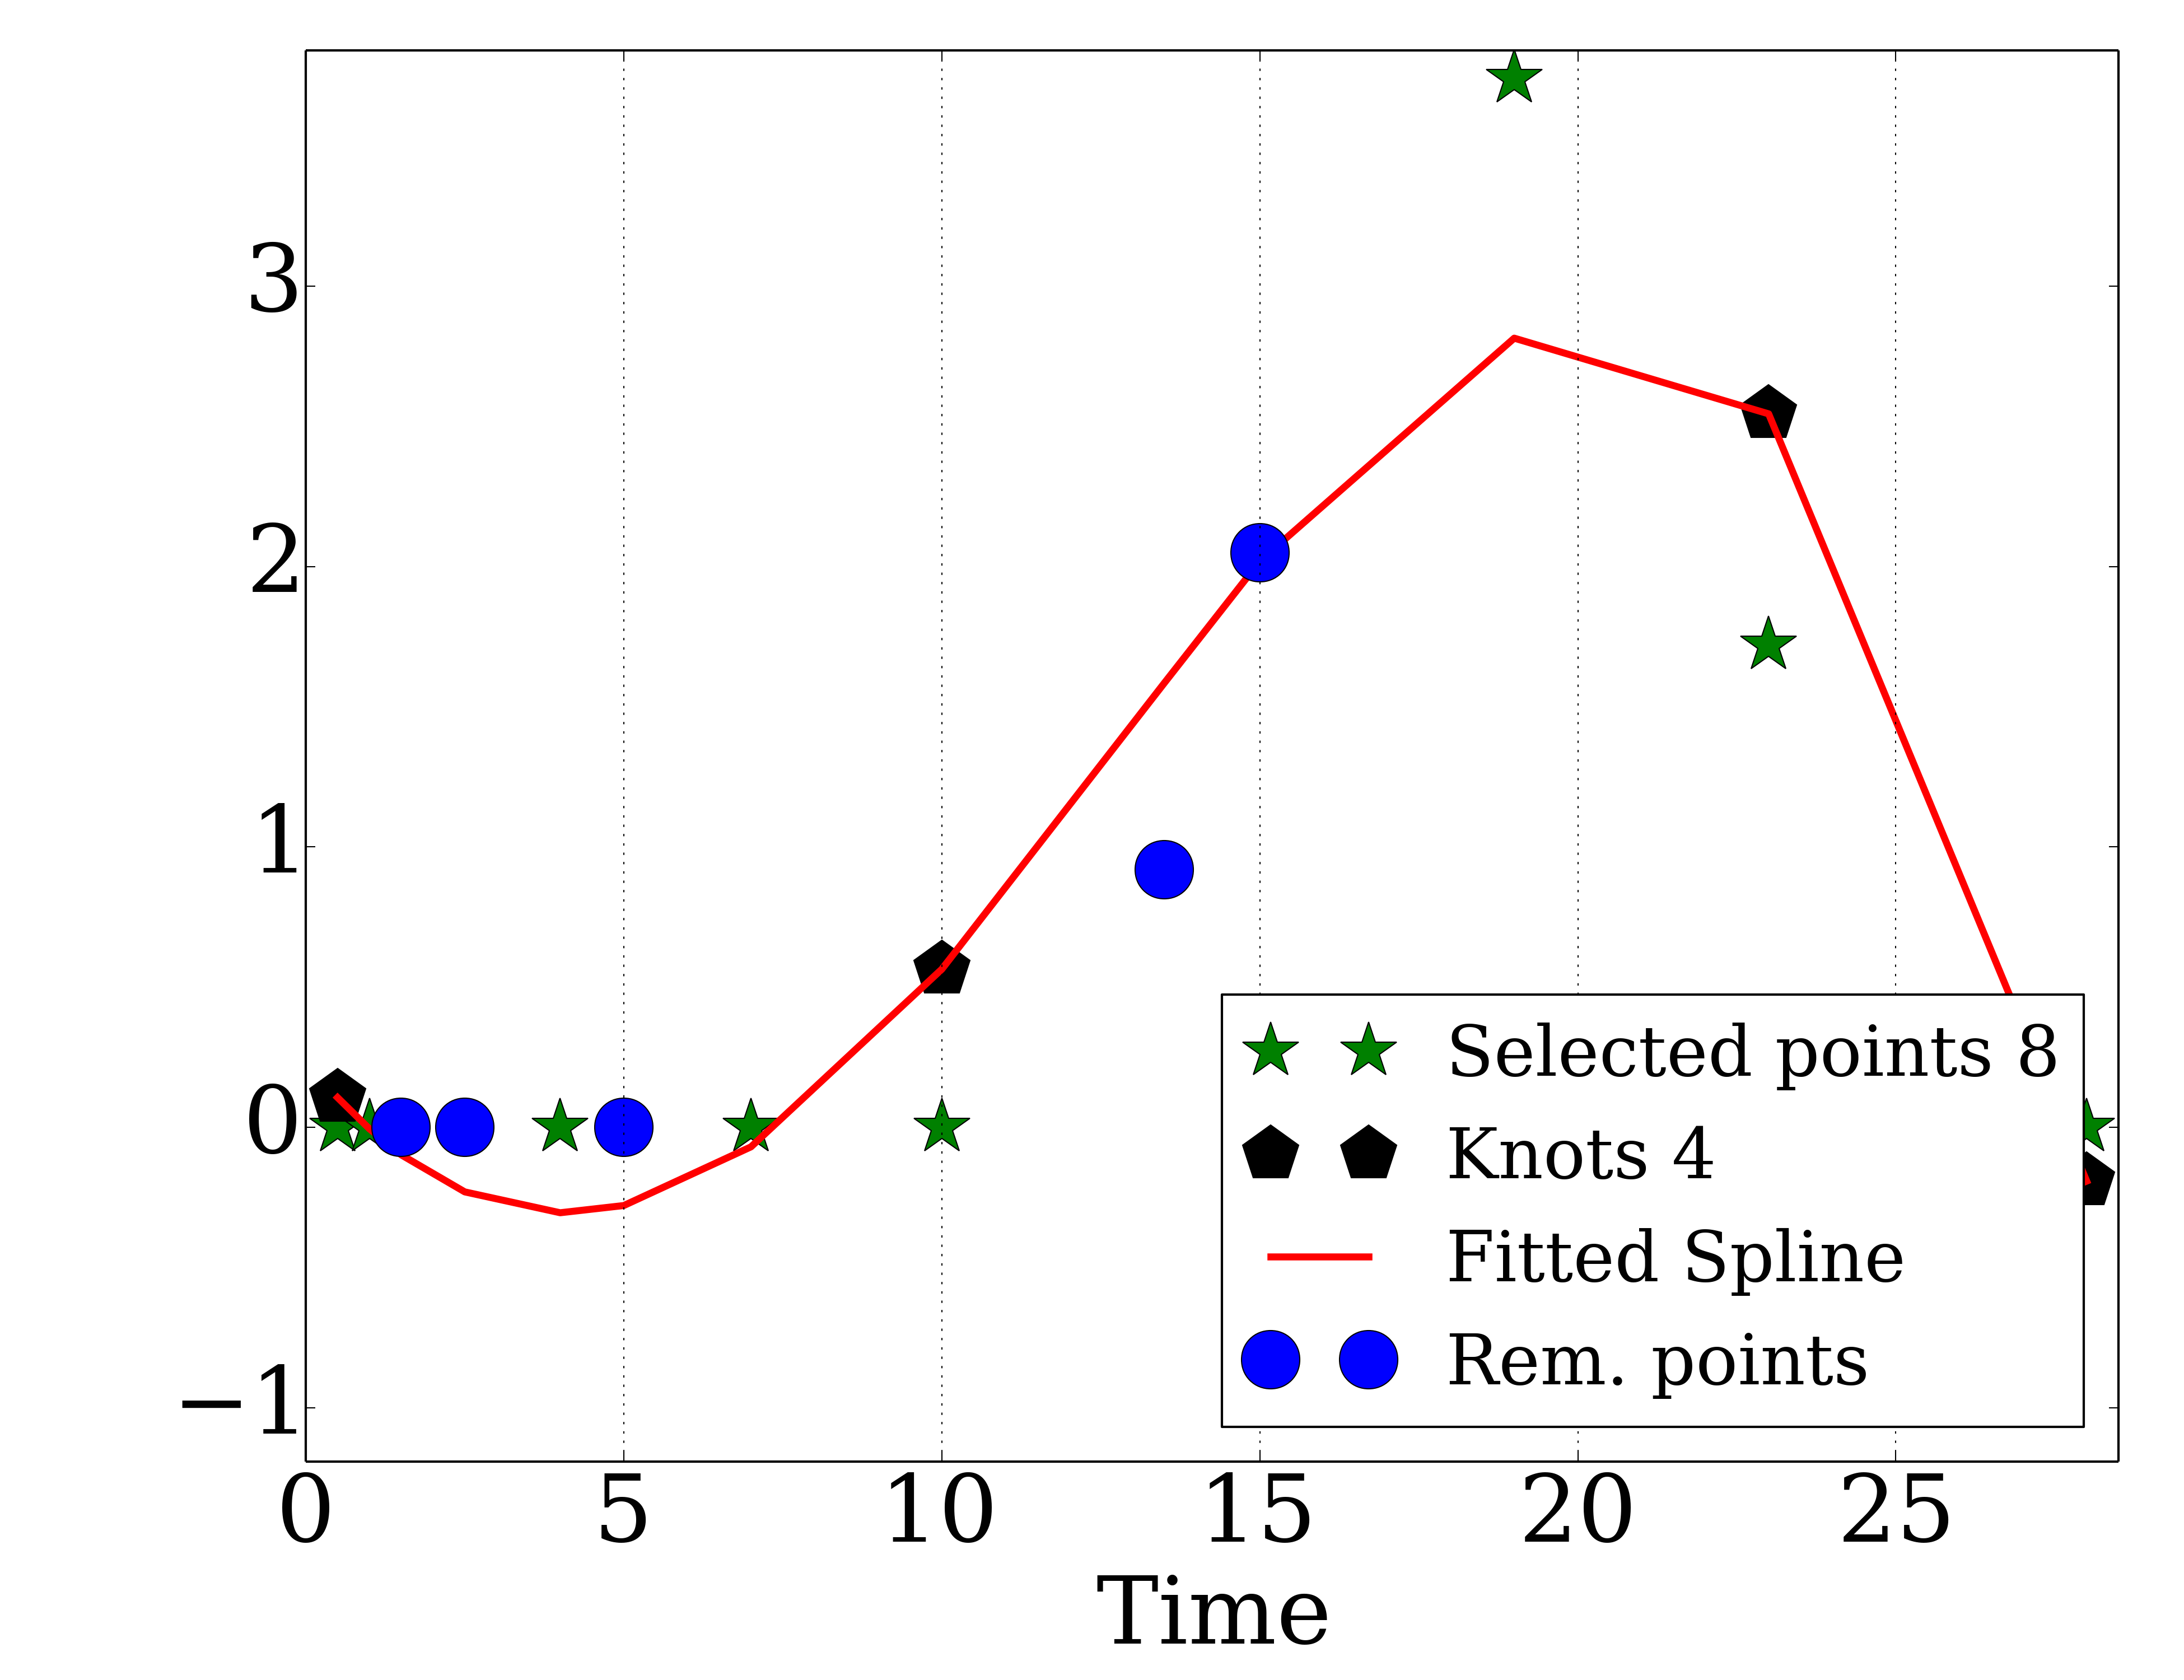 3
2
1
0
−1
0 5 10 15 20 25
Time
Selected points 8
Knots 4
Fitted Spline
Rem. points